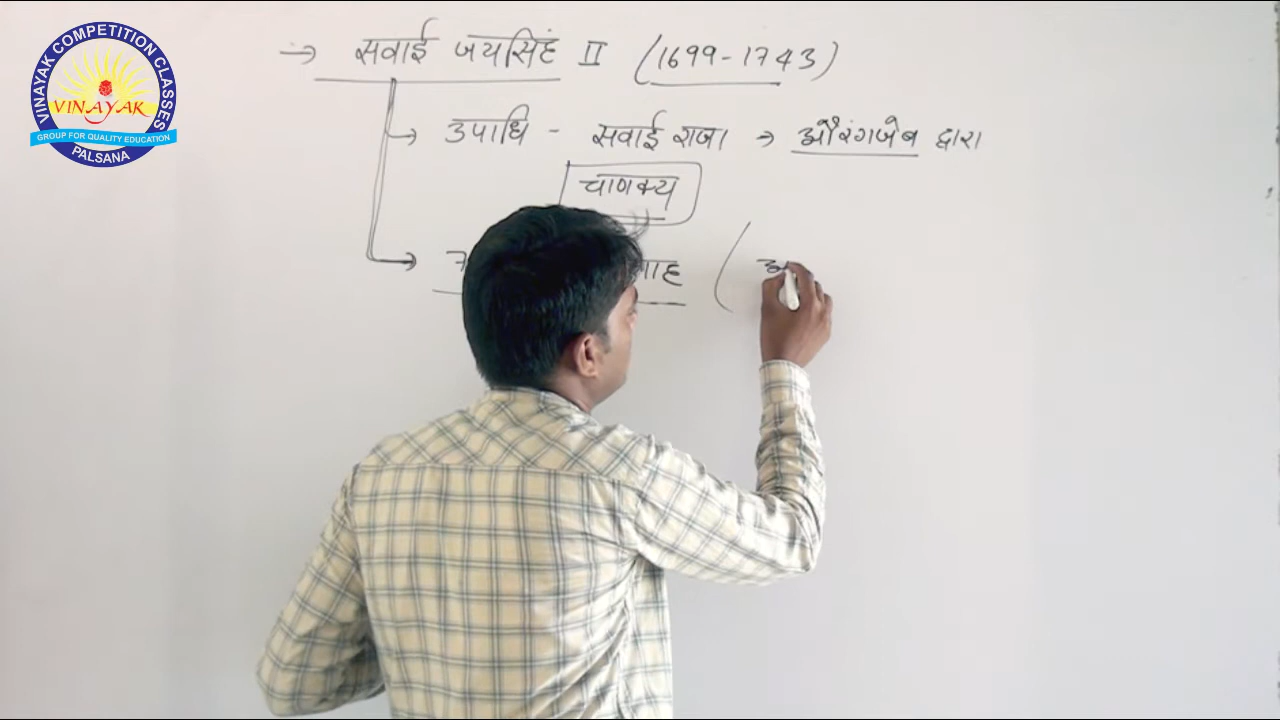 VINAYAK COMPETITION CLASSES
VINAYAK
GROUP FOR QUALITY EDUCATION
PALSANA
→ सवाई जयसिंह II (1699-1743)
→ उपाधि - सवाई राजा → औरंगजेब द्वारा
चाणक्य
→ 7 (